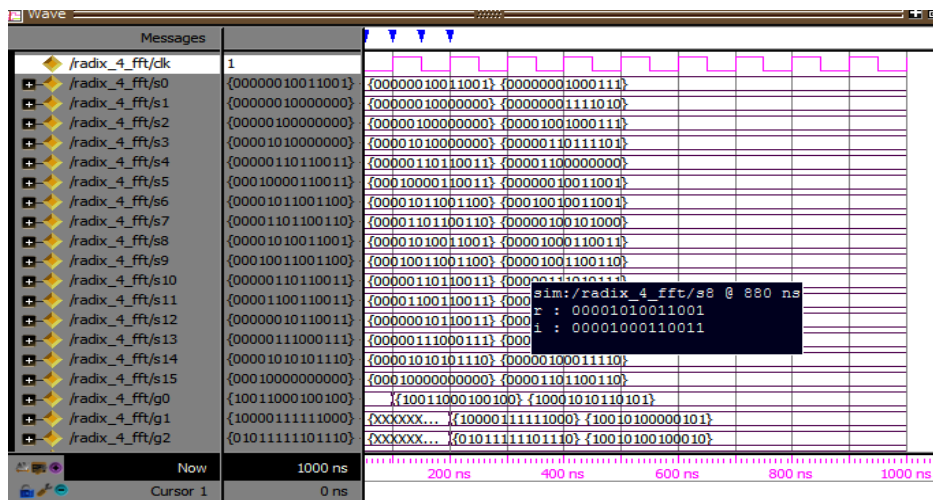 Wave
Messages
/radix_4_fft/clk 1
/radix_4_fft/s0 {00000010011001} {00000010011001} {00000001000111}
/radix_4_fft/s1 {00000010000000} {00000010000000} {00000001111010}
/radix_4_fft/s2 {00000100000000} {00000100000000} {00001001000111}
/radix_4_fft/s3 {00001010000000} {00001010000000} {00000110111101}
/radix_4_fft/s4 {00000110110011} {00000110110011} {00001100000000}
/radix_4_fft/s5 {00010000110011} {00010000110011} {00000010011001}
/radix_4_fft/s6 {00001011001100} {00001011001100} {00010010011001}
/radix_4_fft/s7 {00001101100110} {00001101100110} {00000100101000}
/radix_4_fft/s8 {00001010011001} {00001010011001} {00001000110011}
/radix_4_fft/s9 {00010011001100} {00010011001100} {00001001100110}
/radix_4_fft/s10 {00000110110011} {00000110110011} {00001111010111}
/radix_4_fft/s11 {00001100110011} {00001100110011} {000
/radix_4_fft/s12 {00000010110011} {00000010110011} {000
/radix_4_fft/s13 {00000111000111} {00000111000111} {000
/radix_4_fft/s14 {00001010101110} {00001010101110} {00000100011110}
/radix_4_fft/s15 {00010000000000} {00010000000000} {00001101100110}
/radix_4_fft/g0 {10011000100100} {10011000100100} {10001010110101}
/radix_4_fft/g1 {10000111111000} {XXXXXX... {10000111111000} {10010100000101}
/radix_4_fft/g2 {01011111101110} {XXXXXX... {01011111101110} {10010100100010}
sim:/radix_4_fft/s8 @ 880 ns
r : 00001010011001
i : 00001000110011
Now 1000 ns
200 ns 400 ns 600 ns 800 ns 1000 ns
Cursor 1 0 ns